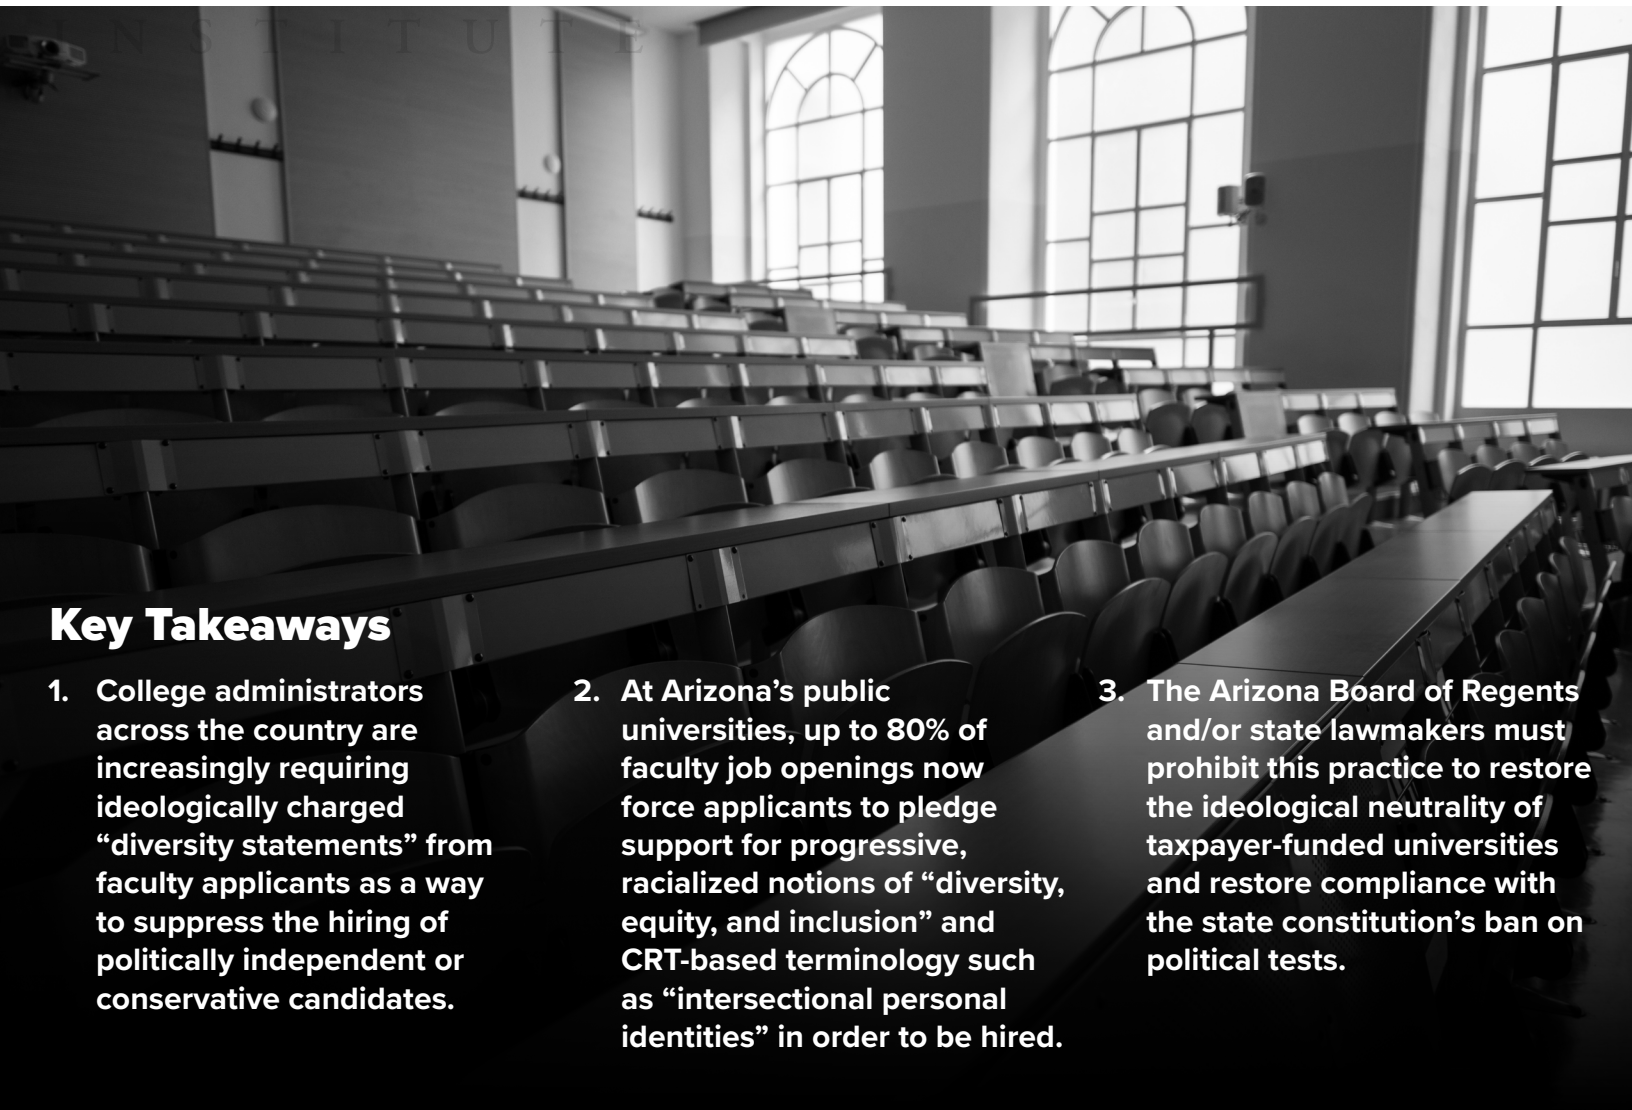 INSTITUTE
Key Takeaways
1. College administrators
across the country are
increasingly requiring
ideologically charged
“diversity statements” from
faculty applicants as a way
to suppress the hiring of
politically independent or
conservative candidates.
2. At Arizona’s public
universities, up to 80% of
faculty job openings now
force applicants to pledge
support for progressive,
racialized notions of “diversity,
equity, and inclusion” and
CRT-based terminology such
as “intersectional personal
identities” in order to be hired.
3. The Arizona Board of Regents
and/or state lawmakers must
prohibit this practice to restore
the ideological neutrality of
taxpayer-funded universities
and restore compliance with
the state constitution’s ban on
political tests.